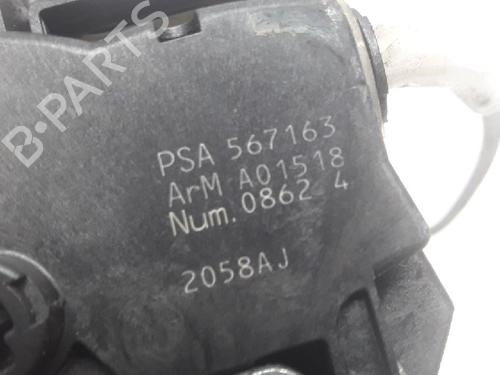 PSA 567163
ArM A01518
Num. 0862 4
2058AJ
B-PARTS